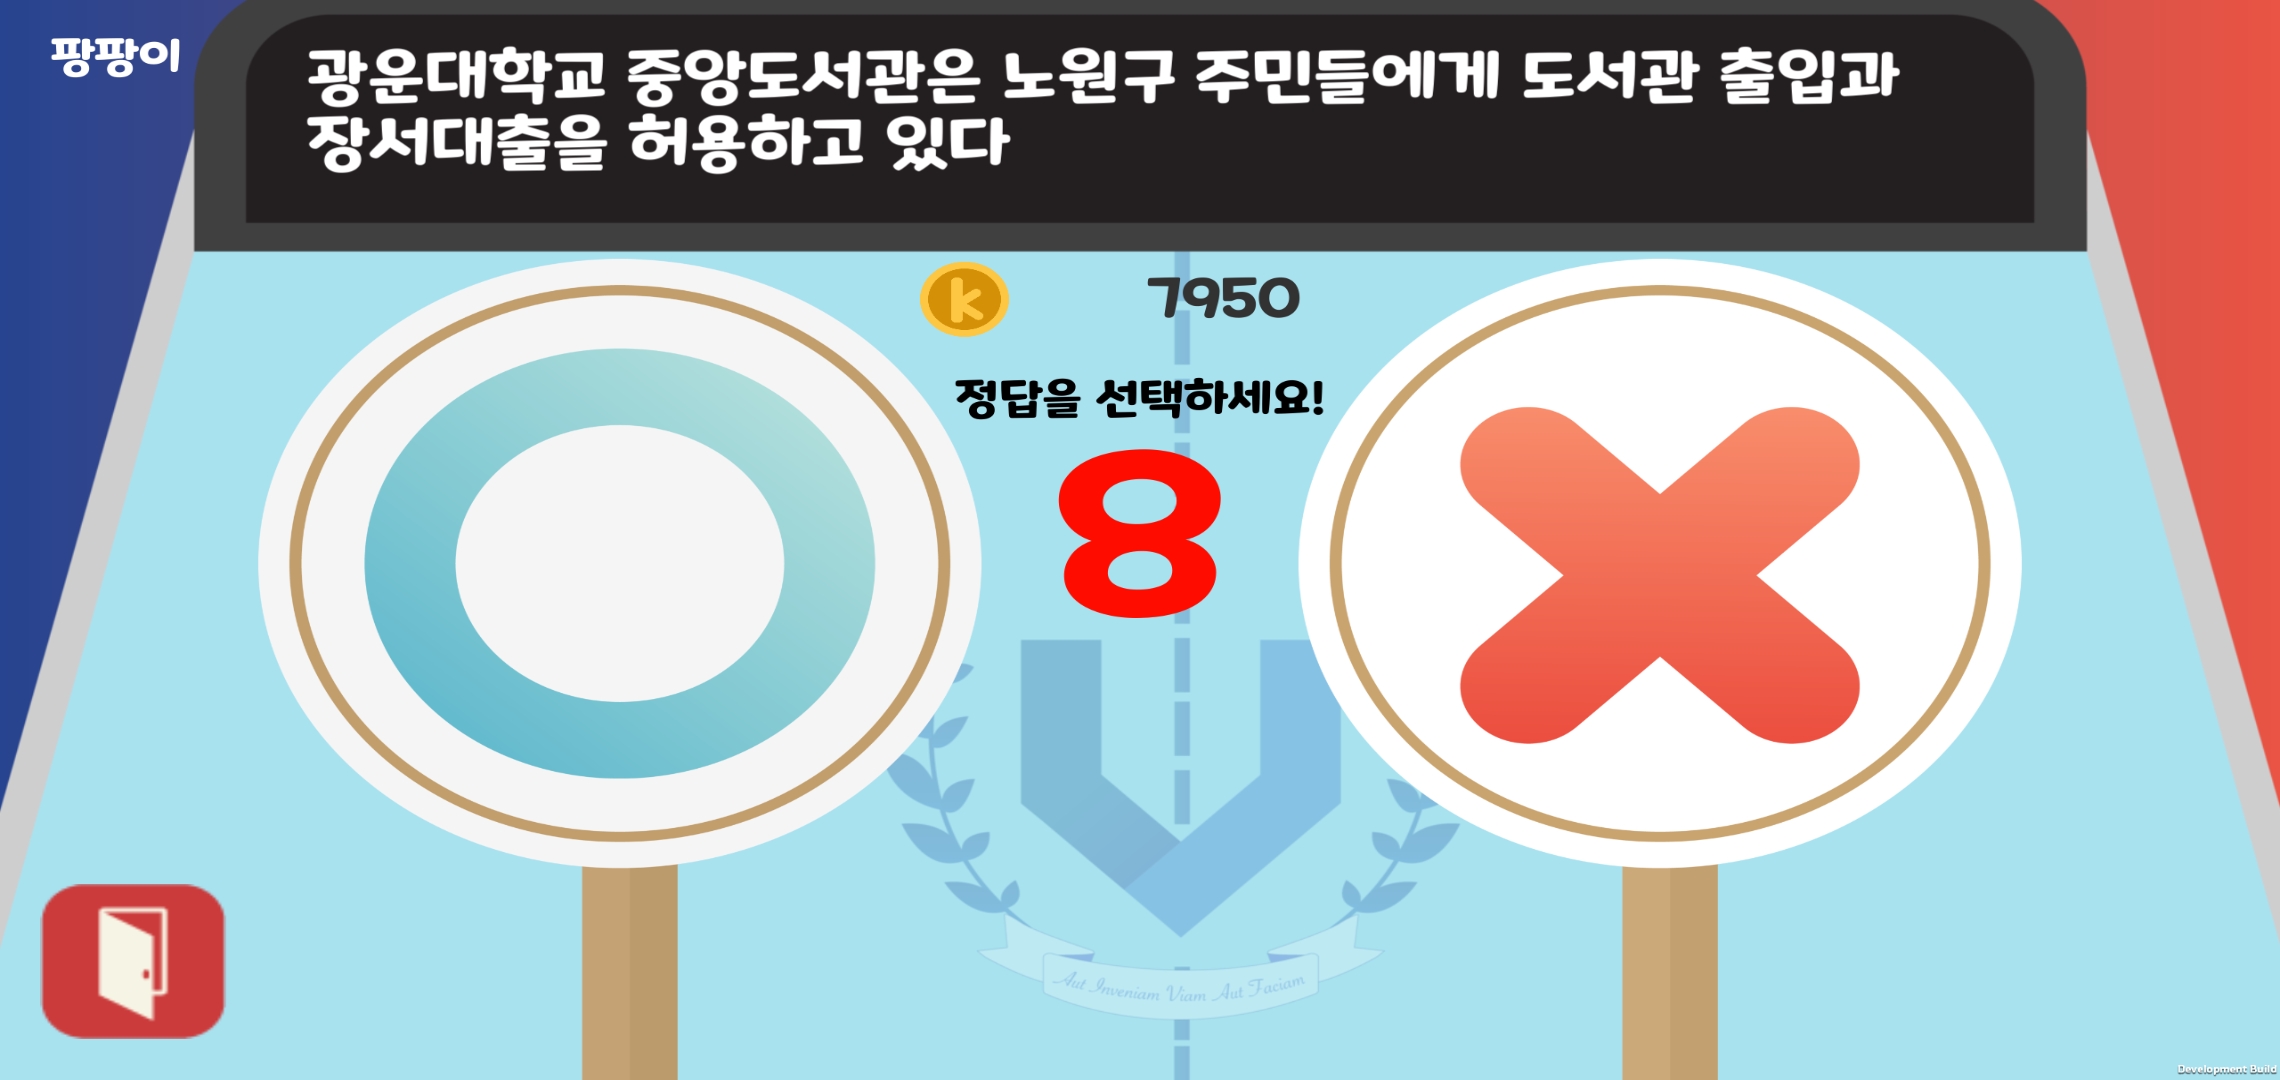 팡팡이
광운대학교 중앙도서관은 노원구 주민들에게 도서관 출입과
장서대출을 허용하고 있다
k
7950
정답을 선택하세요!
8
Aut Inveniam Viam Aut Faciam
Development Build